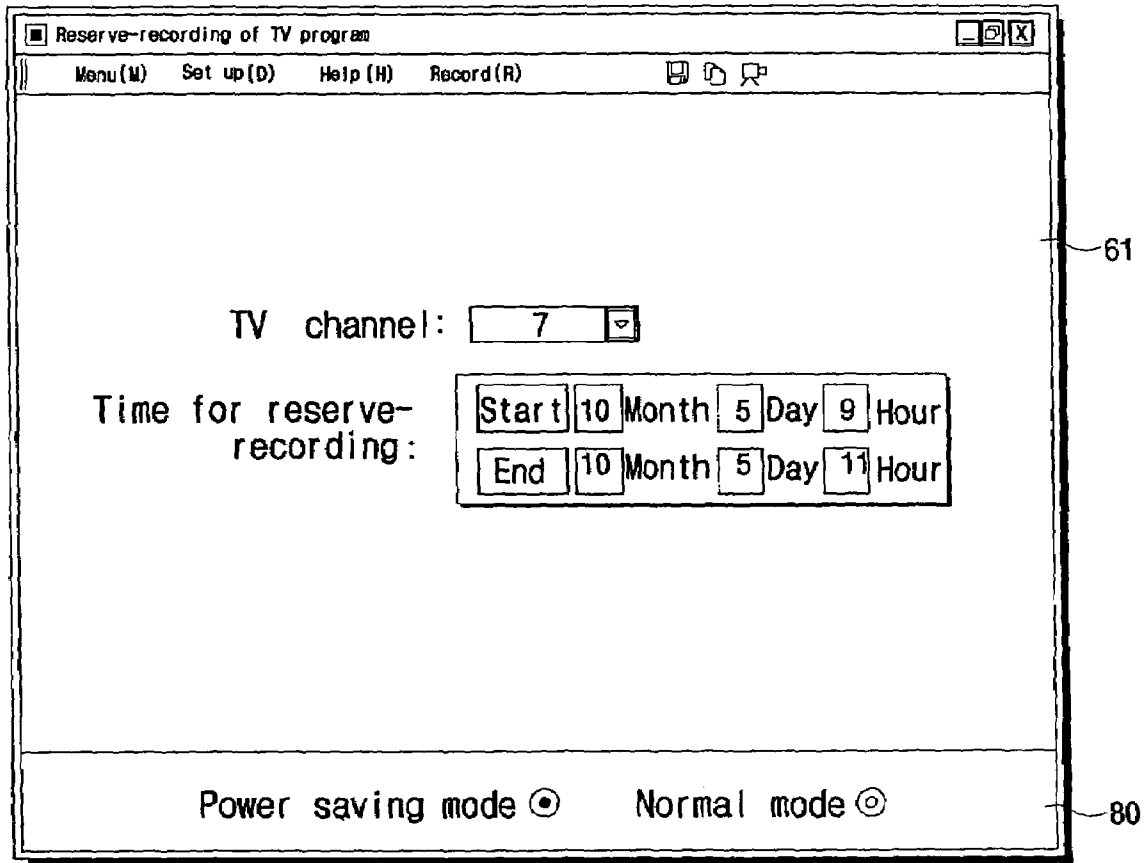 Reserve-recording of TV program
Menu(M) Set up(D) Help(H) Record(R)
61
TV channel: 7
Time for reserve-
recording:
Start 10 Month 5 Day 9 Hour
End 10 Month 5 Day 11 Hour
Power saving mode Normal mode
80